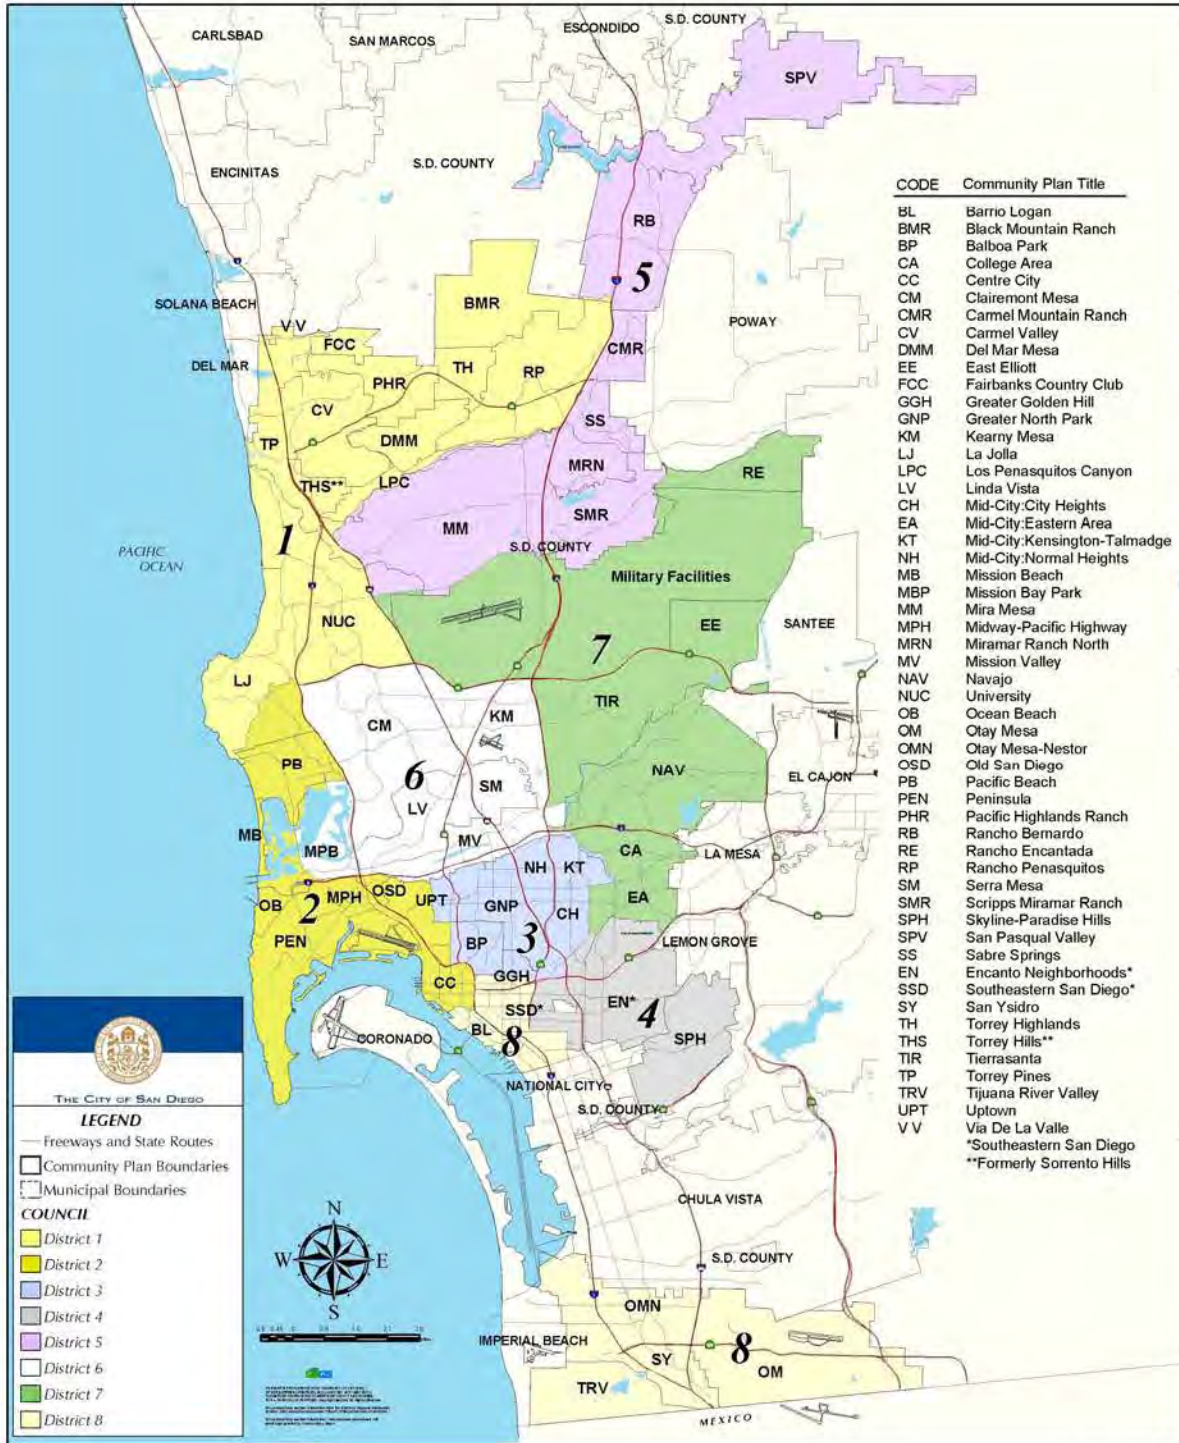 CARLSBAD
SAN MARCOS
ESCONDIDO
S.D. COUNTY
SPV
ENCINITAS
S.D. COUNTY
RB
5
SOLANA BEACH
BMR
POWAY
V V
FCC
DEL MAR
CMR
TH
RP
PHR
CV
SS
TP
DMM
MRN
RE
THS**
LPC
SMR
MM
1
S.D. COUNTY
PACIFIC
OCEAN
Military Facilities
NUC
EE
SANTEE
7
LJ
TIR
KM
CM
PB
NAV
6
EL CAJON
SM
LV
MB
MV
MPB
CA
LA MESA
NH
KT
OSD
MPH
UPT
EA
OB
2
GNP
CH
PEN
BP
3
LEMON GROVE
GGH
CC
SSD*
EN*
4
BL
8
SPH
CORONADO
NATIONAL CITY
S.D. COUNTY
CHULA VISTA
S.D. COUNTY
OMN
IMPERIAL BEACH
8
SY
OM
TRV
MEXICO
CODE Community Plan Title
BL Barrio Logan
BMR Black Mountain Ranch
BP Balboa Park
CA College Area
CC Centre City
CM Clairemont Mesa
CMR Carmel Mountain Ranch
CV Carmel Valley
DMM Del Mar Mesa
EE East Elliott
FCC Fairbanks Country Club
GGH Greater Golden Hill
GNP Greater North Park
KM Kearny Mesa
LJ La Jolla
LPC Los Penasquitos Canyon
LV Linda Vista
CH Mid-City:City Heights
EA Mid-City:Eastern Area
KT Mid-City:Kensington-Talmadge
NH Mid-City:Normal Heights
MB Mission Beach
MBP Mission Bay Park
MM Mira Mesa
MPH Midway-Pacific Highway
MRN Miramar Ranch North
MV Mission Valley
NAV Navajo
NUC University
OB Ocean Beach
OM Otay Mesa
OMN Otay Mesa-Nestor
OSD Old San Diego
PB Pacific Beach
PEN Peninsula
PHR Pacific Highlands Ranch
RB Rancho Bernardo
RE Rancho Encantada
RP Rancho Penasquitos
SM Serra Mesa
SMR Scripps Miramar Ranch
SPH Skyline-Paradise Hills
SPV San Pasqual Valley
SS Sabre Springs
EN Encanto Neighborhoods*
SSD Southeastern San Diego*
SY San Ysidro
TH Torrey Highlands
THS Torrey Hills**
TIR Tierrasanta
TP Torrey Pines
TRV Tijuana River Valley
UPT Uptown
V V Via De La Valle
*Southeastern San Diego
**Formerly Sorrento Hills
THE CITY OF SAN DIEGO
LEGEND
Freeways and State Routes
Community Plan Boundaries
Municipal Boundaries
COUNCIL
District 1
District 2
District 3
District 4
District 5
District 6
District 7
District 8
N
W E
S